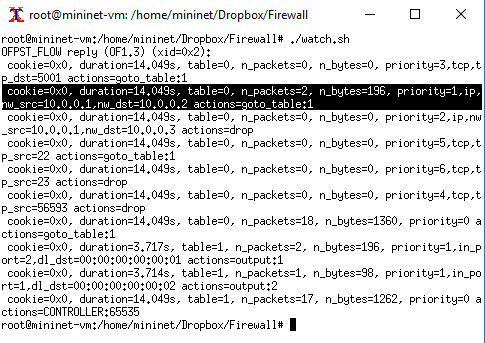 root@mininet-vm: /home/mininet/Dropbox/Firewall
root@mininet-vm:/home/mininet/Dropbox/Firewall# ./watch.sh
OFPST_FLOW reply (OF1.3) (xid=0x2):
 cookie=0x0, duration=14.049s, table=0, n_packets=0, n_bytes=0, priority=3,tcp,t
p_dst=5001 actions=goto_table:1
 cookie=0x0, duration=14.049s, table=0, n_packets=2, n_bytes=196, priority=1,ip,
nw_src=10.0.0.1,nw_dst=10.0.0.2 actions=goto_table:1
 cookie=0x0, duration=14.049s, table=0, n_packets=0, n_bytes=0, priority=2,ip,nw
_src=10.0.0.1,nw_dst=10.0.0.3 actions=drop
 cookie=0x0, duration=14.049s, table=0, n_packets=0, n_bytes=0, priority=5,tcp,t
p_src=22 actions=goto_table:1
 cookie=0x0, duration=14.049s, table=0, n_packets=0, n_bytes=0, priority=6,tcp,t
p_src=23 actions=drop
 cookie=0x0, duration=14.049s, table=0, n_packets=0, n_bytes=0, priority=4,tcp,t
p_src=56593 actions=drop
 cookie=0x0, duration=14.049s, table=0, n_packets=18, n_bytes=1360, priority=0 a
ctions=goto_table:1
 cookie=0x0, duration=3.717s, table=1, n_packets=2, n_bytes=196, priority=1,in_p
ort=2,dl_dst=00:00:00:00:00:01 actions=output:1
 cookie=0x0, duration=3.714s, table=1, n_packets=1, n_bytes=98, priority=1,in_po
rt=1,dl_dst=00:00:00:00:00:02 actions=output:2
 cookie=0x0, duration=14.049s, table=1, n_packets=17, n_bytes=1262, priority=0 a
ctions=CONTROLLER:65535
root@mininet-vm:/home/mininet/Dropbox/Firewall#